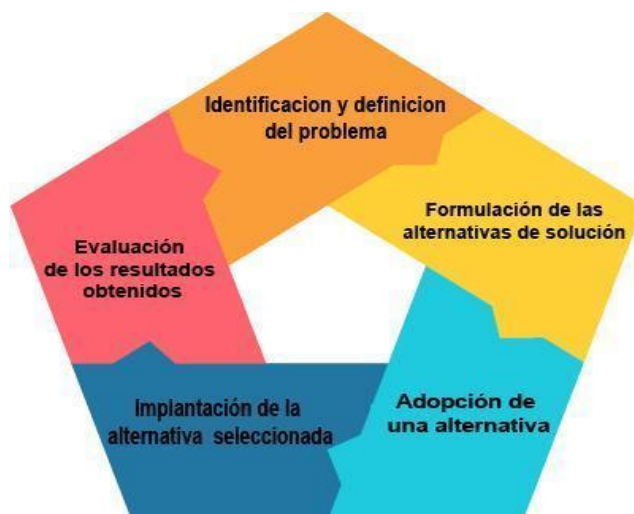 Identificacion y definicion
del problema
Formulación de las
alternativas de solución
Adopción de
una alternativa
Implantación de la
alternativa seleccionada
Evaluación
de los resultados
obtenidos